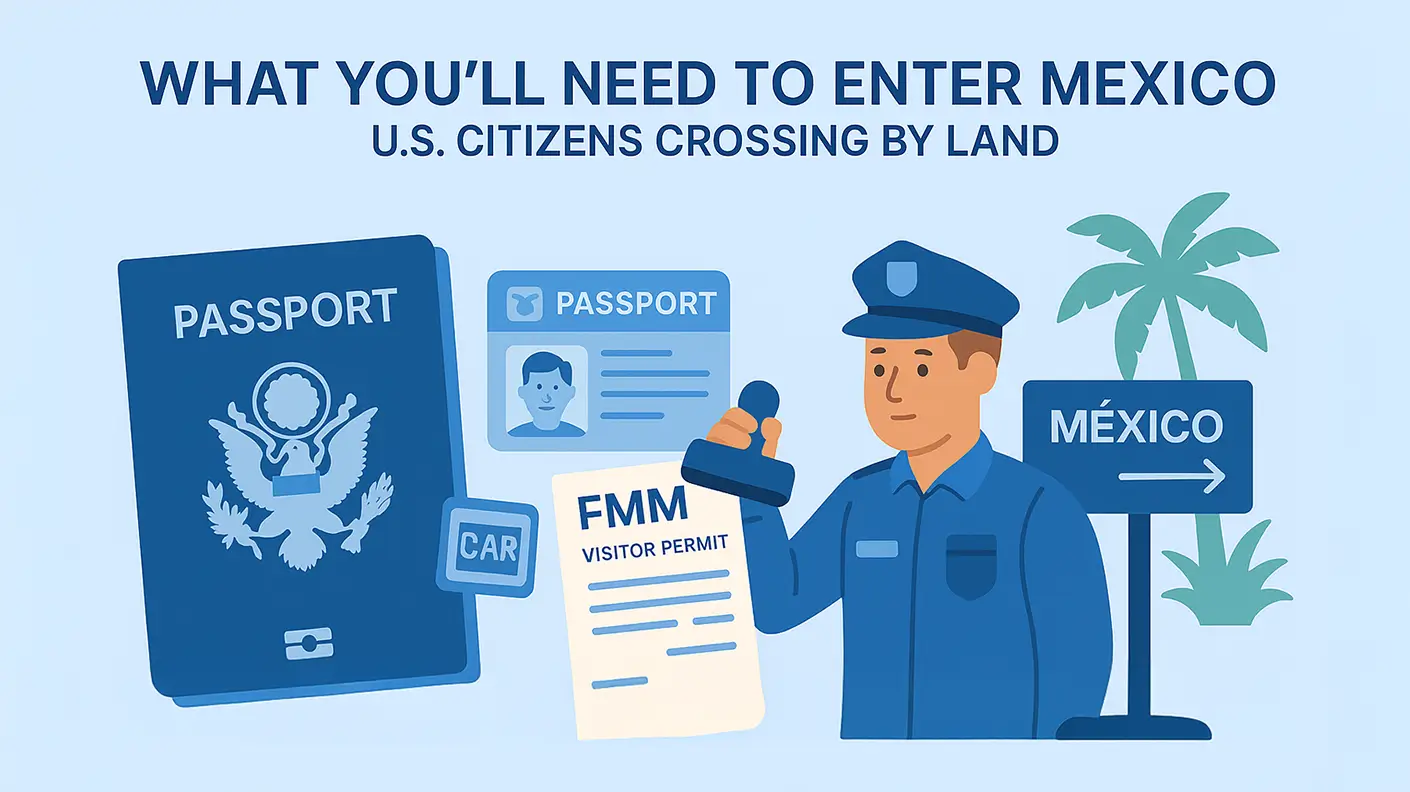 WHAT YOU'LL NEED TO ENTER MEXICO
U.S. CITIZENS CROSSING BY LAND
PASSPORT
PASSPORT
CAR
FMM
VISITOR PERMIT
MÉXICO